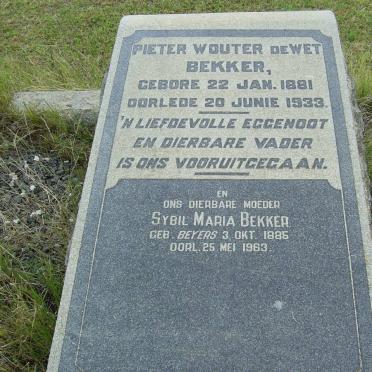 PIETER WOUTER DEWET
BEKKER,
GEBORE 22 JAN. 1881
OORLEDE 20 JUNIE 1933.
'N LIEFDEVOLLE EGGENOOT
EN DIERBARE VADER
IS ONS VOORUITGEGAAN.
EN
ONS DIERBARE MOEDER
SYBIL MARIA BEKKER
GEB. BEYERS 3. OKT. 1885
OORL. 25 MEI 1963.